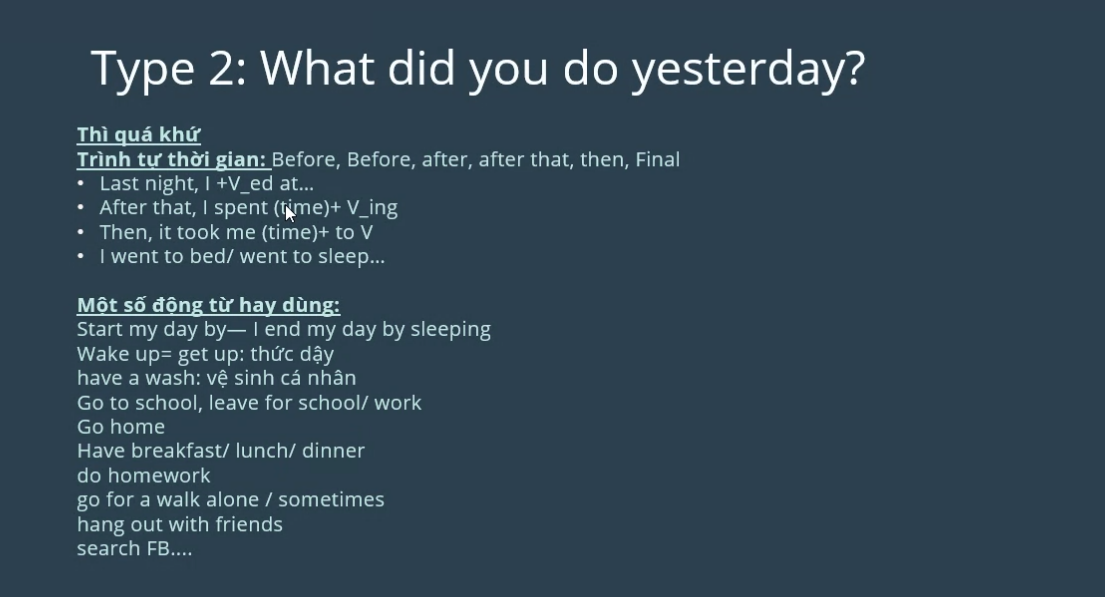 Type 2: What did you do yesterday?
Thì quá khứ
Trình tự thời gian: Before, Before, after, after that, then, Final
• Last night, I +V_ed at...
• After that, I spent (time)+ V_ing
• Then, it took me (time)+ to V
• I went to bed/ went to sleep...
Một số động từ hay dùng:
Start my day by— I end my day by sleeping
Wake up= get up: thức dậy
have a wash: vệ sinh cá nhân
Go to school, leave for school/ work
Go home
Have breakfast/ lunch/ dinner
do homework
go for a walk alone / sometimes
hang out with friends
search FB....